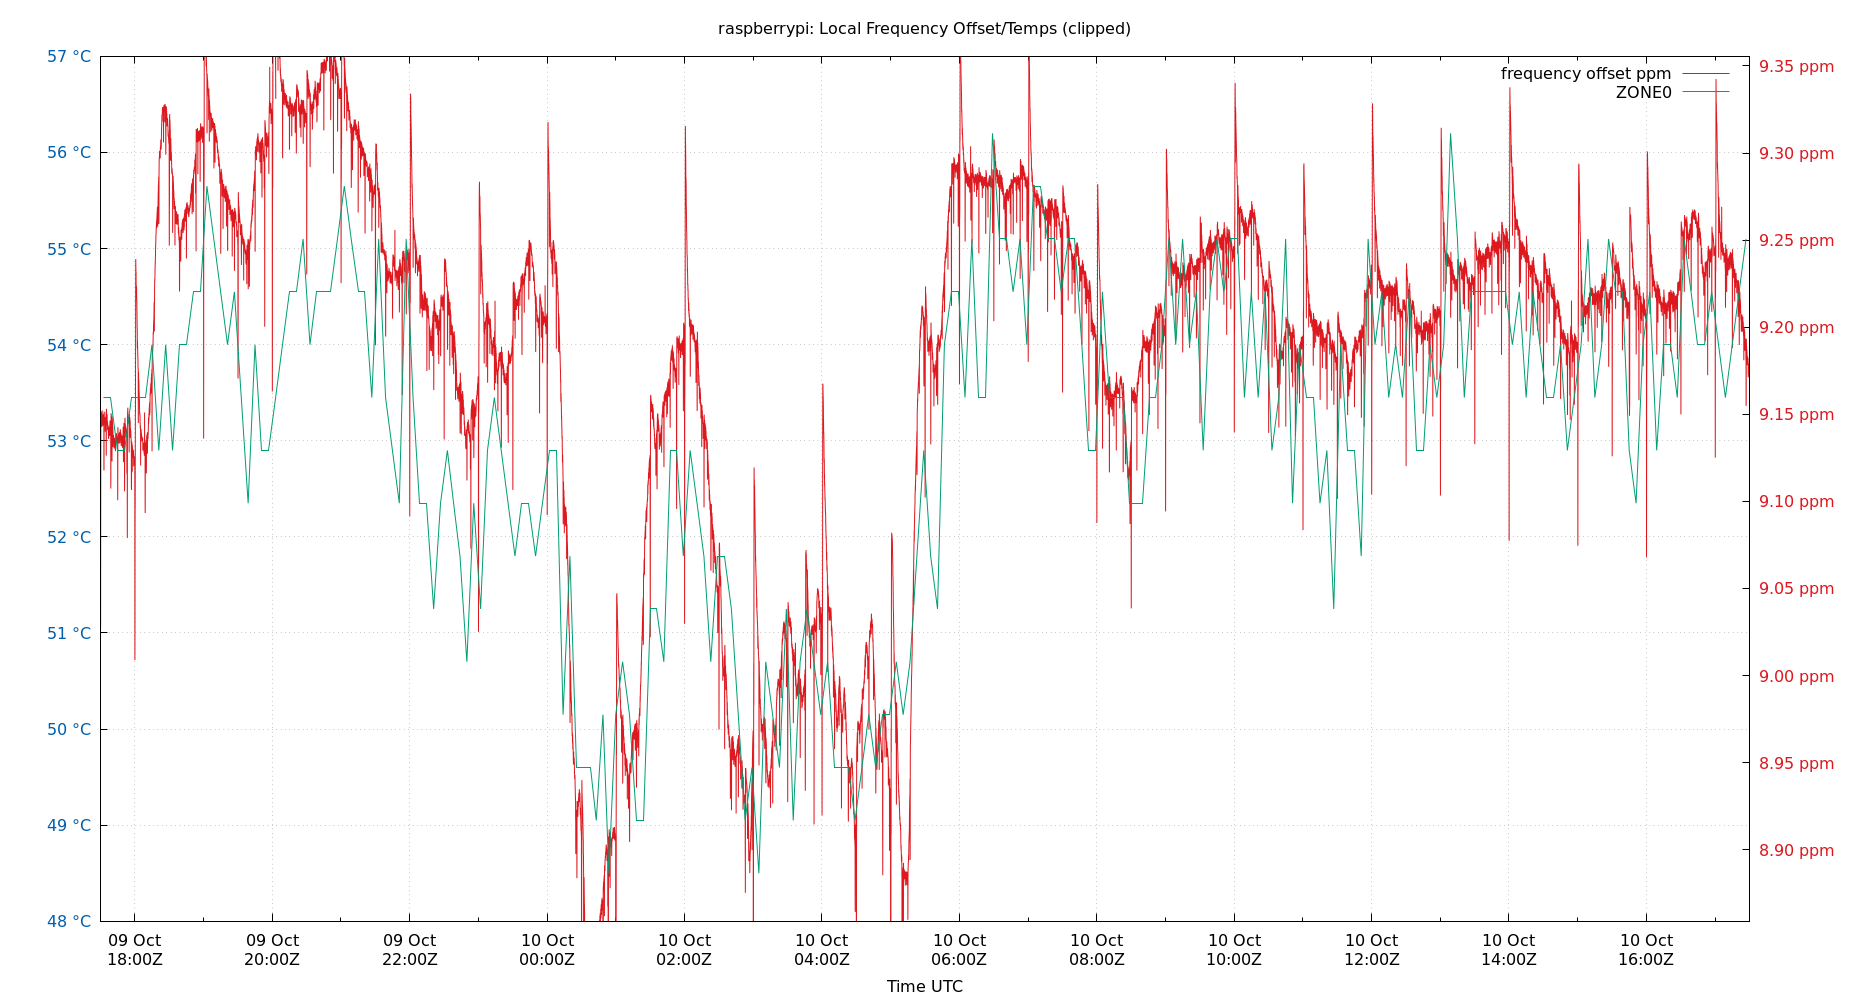 raspberrypi: Local Frequency Offset/Temps (clipped)
frequency offset ppm
ZONE0
57 °C
56 °C
55 °C
54 °C
53 °C
52 °C
51 °C
50 °C
49 °C
48 °C
9.35 ppm
9.30 ppm
9.25 ppm
9.20 ppm
9.15 ppm
9.10 ppm
9.05 ppm
9.00 ppm
8.95 ppm
8.90 ppm
09 Oct
18:00Z
09 Oct
20:00Z
09 Oct
22:00Z
10 Oct
00:00Z
10 Oct
02:00Z
10 Oct
04:00Z
10 Oct
06:00Z
10 Oct
08:00Z
10 Oct
10:00Z
10 Oct
12:00Z
10 Oct
14:00Z
10 Oct
16:00Z
Time UTC